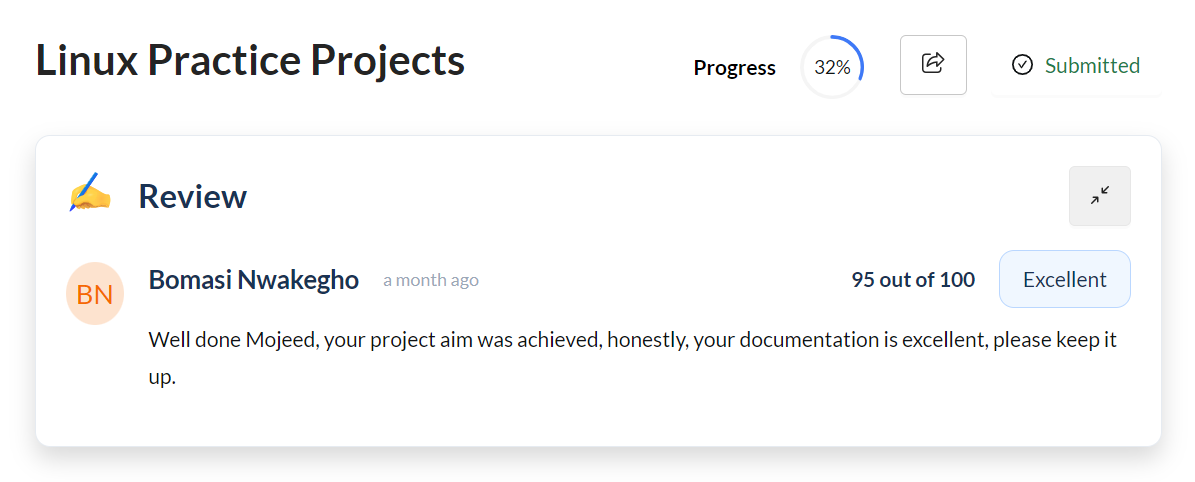 Linux Practice Projects
Progress
32%
Submitted
Review
BN
Bomasi Nwakegho
a month ago
95 out of 100
Excellent
Well done Mojeed, your project aim was achieved, honestly, your documentation is excellent, please keep it
up.